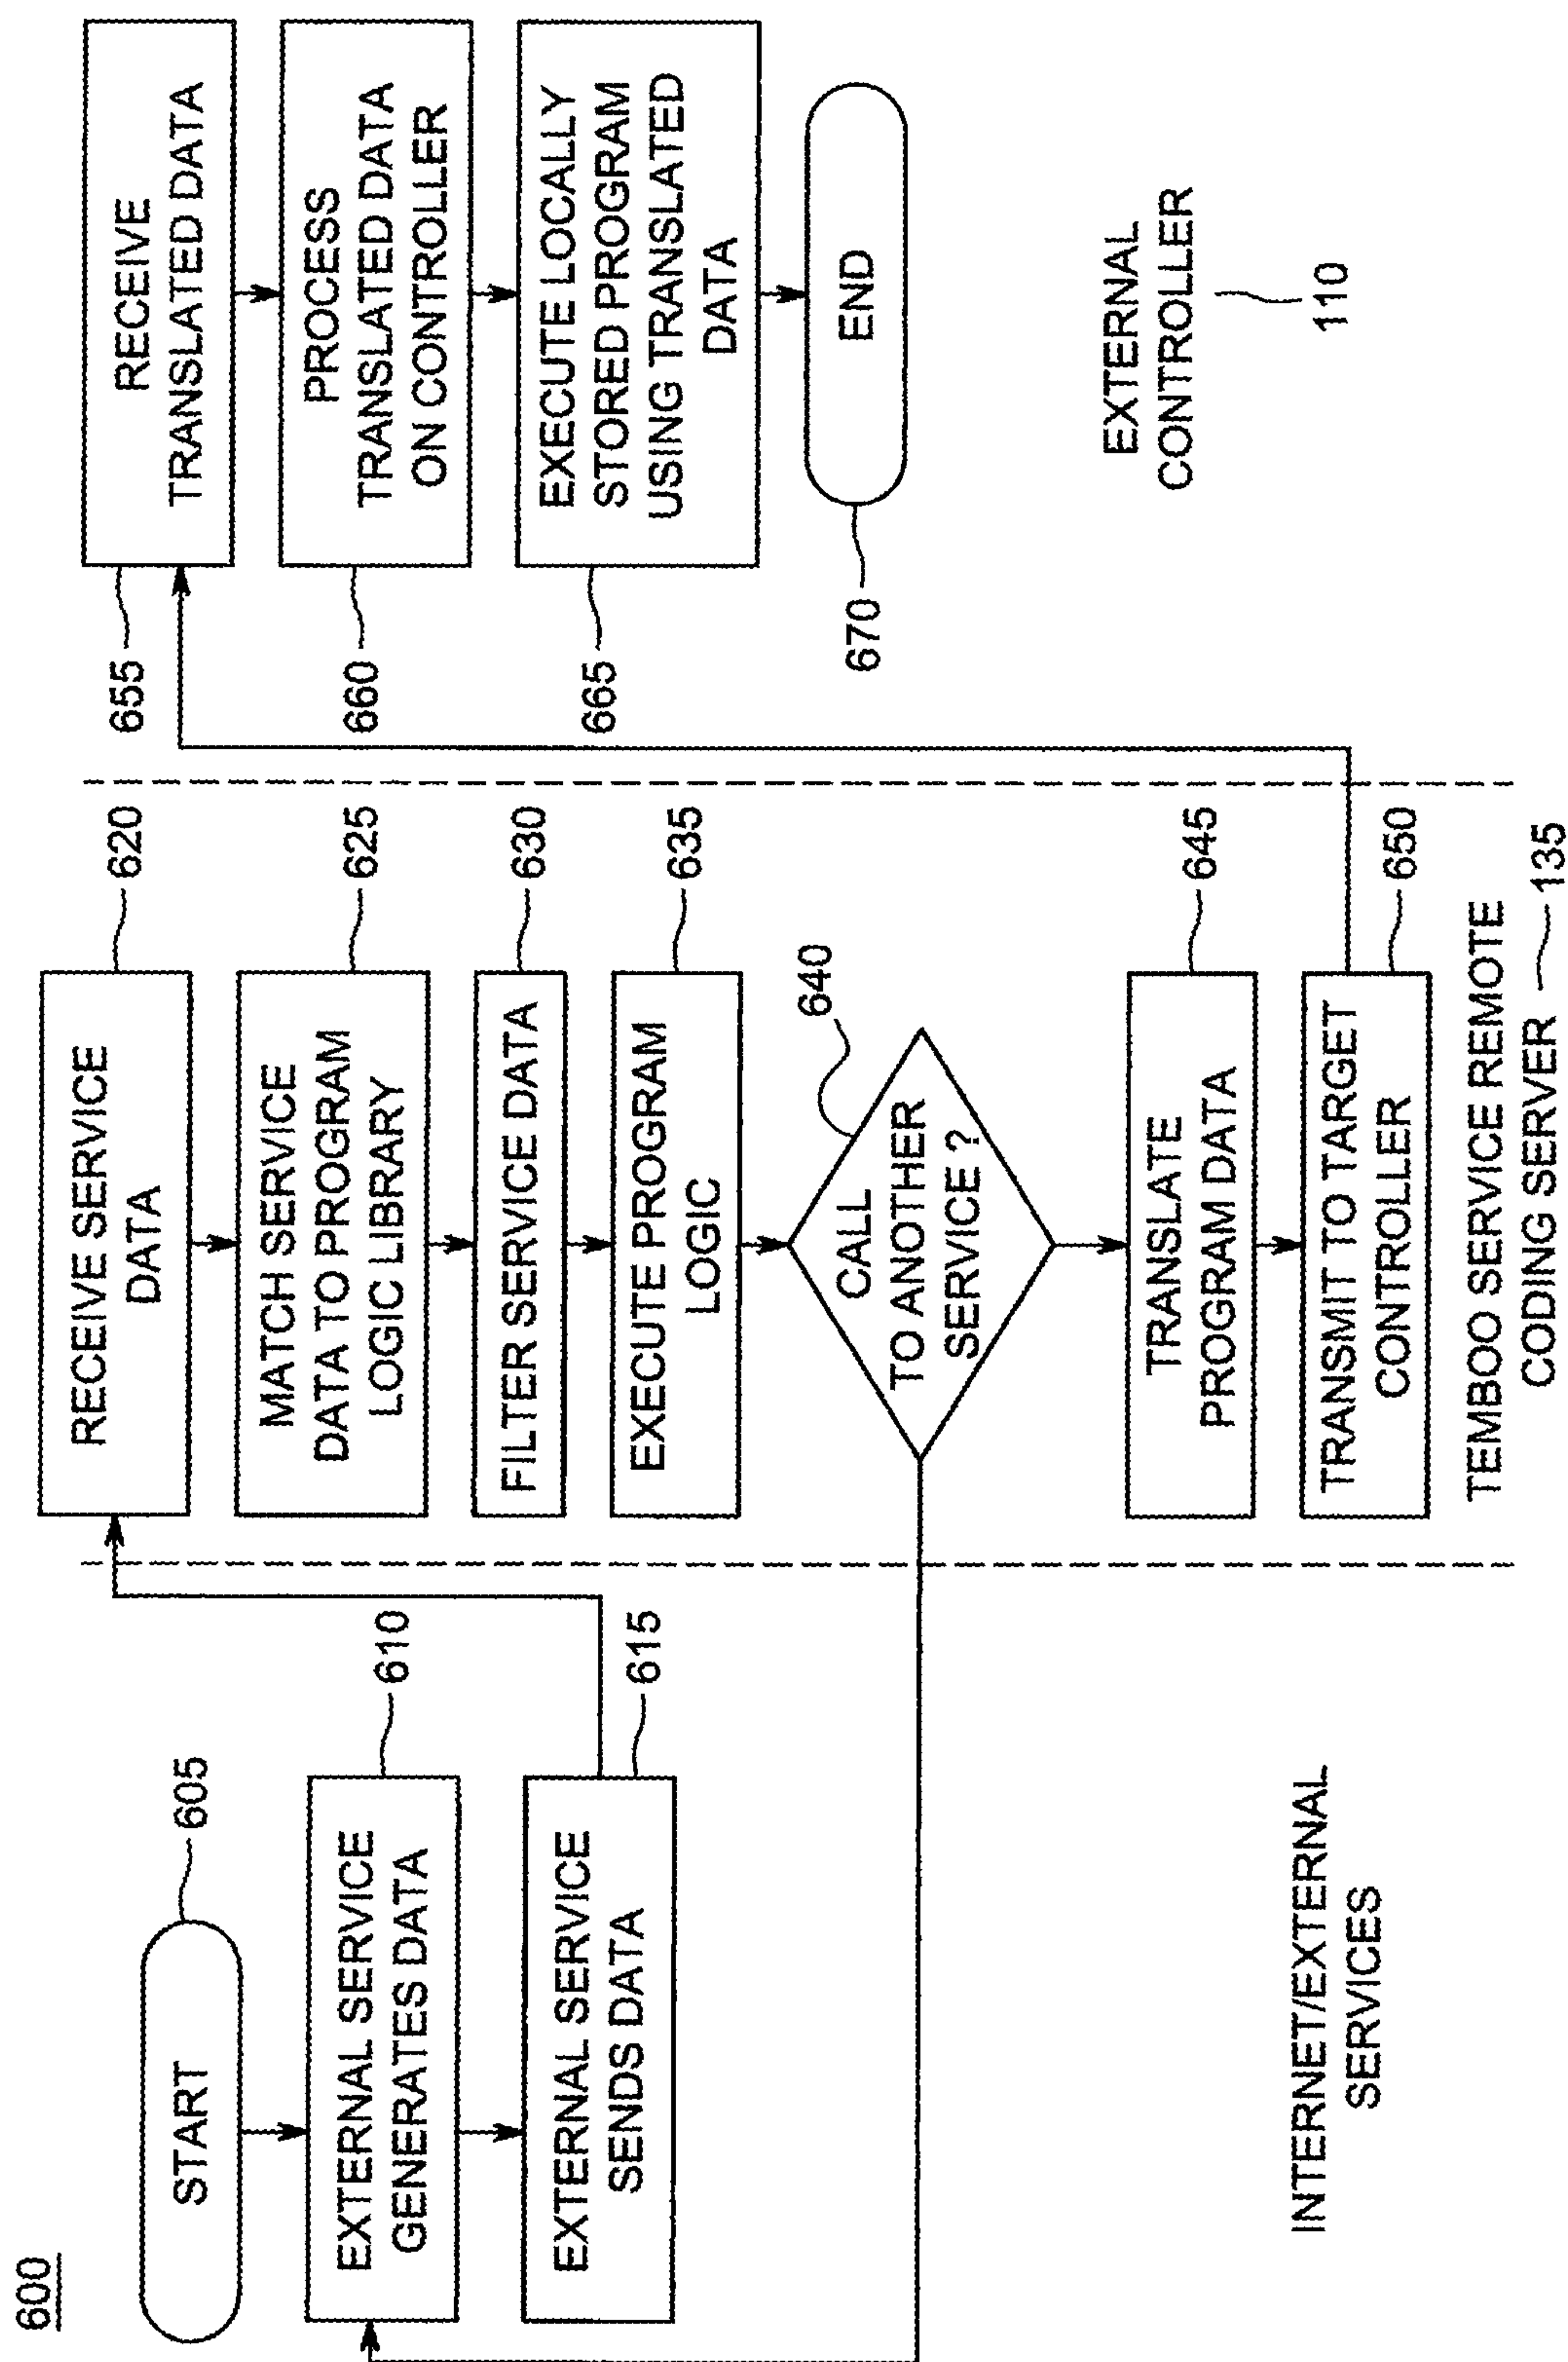 600
START
605
EXTERNAL SERVICE
GENERATES DATA
610
EXTERNAL SERVICE
SENDS DATA
615
INTERNET/EXTERNAL
SERVICES
RECEIVE SERVICE
DATA
620
MATCH SERVICE
DATA TO PROGRAM
LOGIC LIBRARY
625
FILTER SERVICE DATA
630
EXECUTE PROGRAM
LOGIC
635
CALL
TO ANOTHER
SERVICE ?
640
TRANSLATE
PROGRAM DATA
645
TRANSMIT TO TARGET
CONTROLLER
650
TEMBOO SERVICE REMOTE
CODING SERVER
135
RECEIVE
TRANSLATED DATA
655
PROCESS
TRANSLATED DATA
ON CONTROLLER
660
EXECUTE LOCALLY
STORED PROGRAM
USING TRANSLATED
DATA
665
END
670
EXTERNAL
CONTROLLER
110